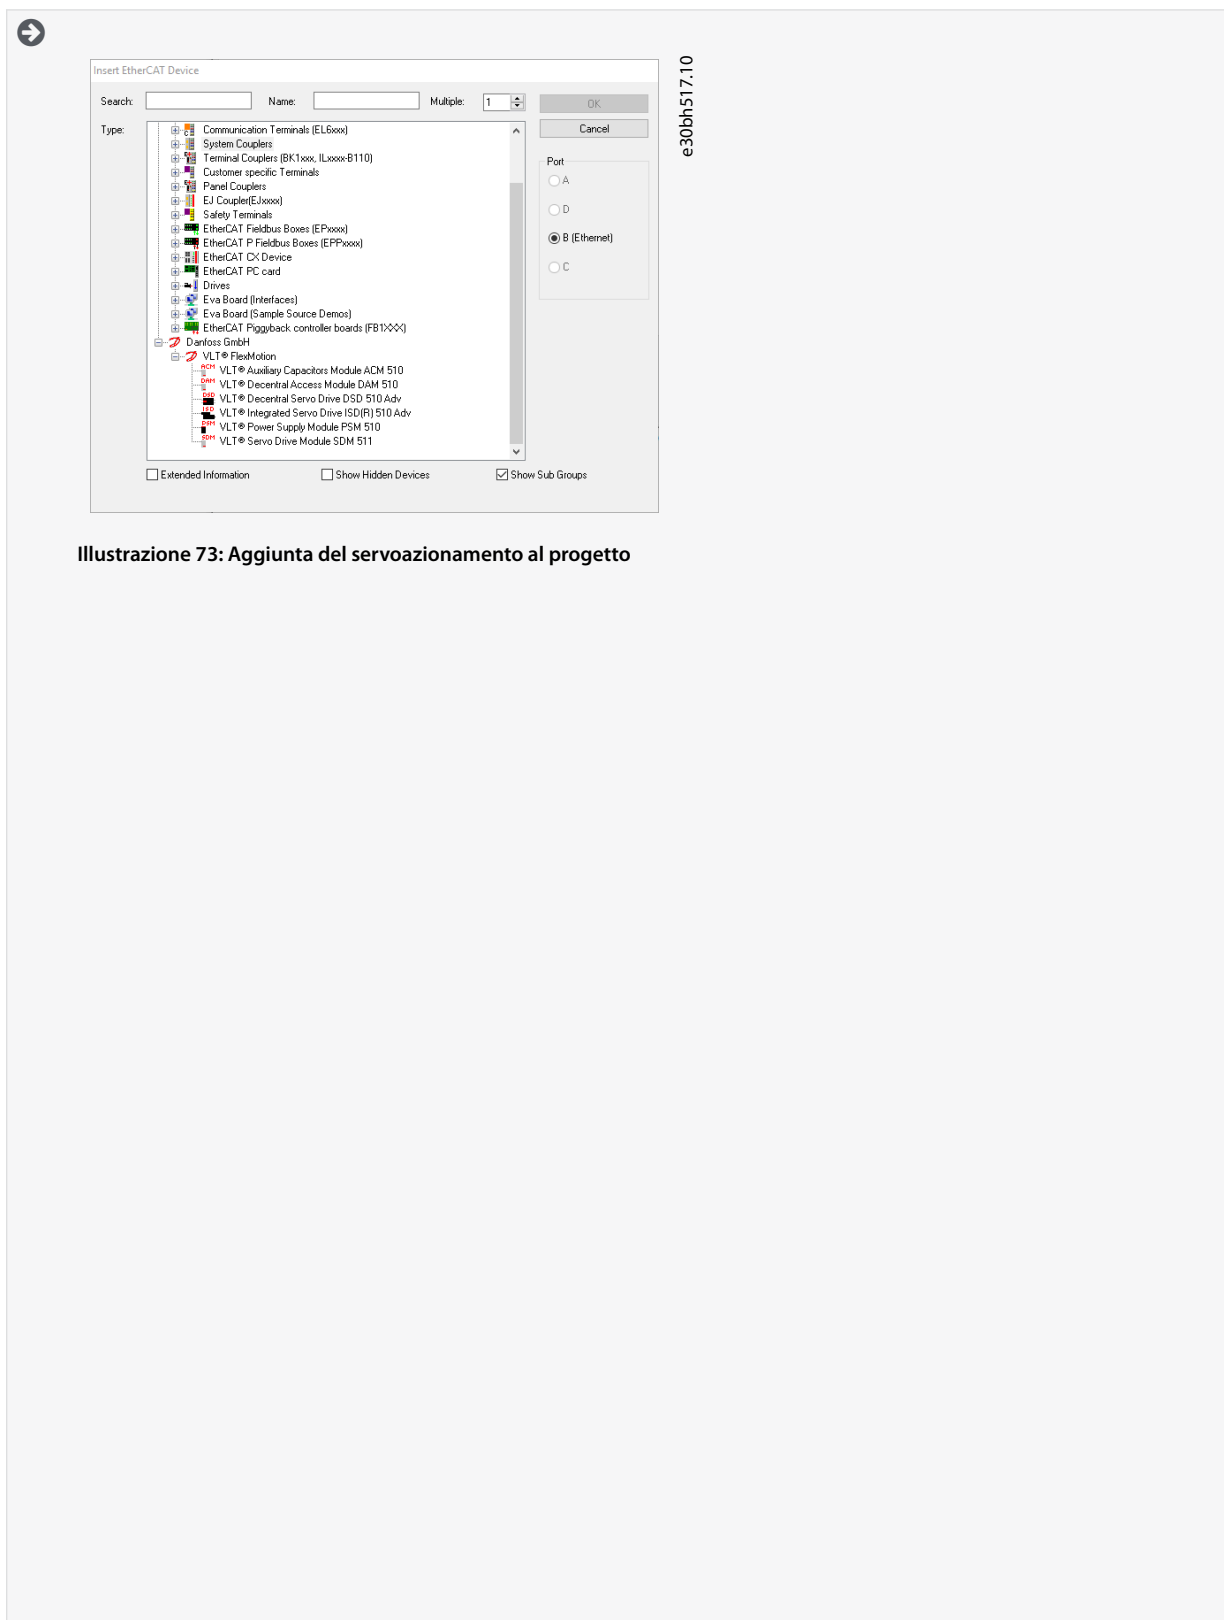 Insert EtherCAT Device
Search: Name: Multiple: 1 OK
Type: Cancel
Communication Terminals (EL6xxx)
System Couplers
Terminal Couplers (BK1xxx, ILxxxx-B110)
Customer specific Terminals
Panel Couplers
EJ Coupler(EJxxxx)
Safety Terminals
EtherCAT Fieldbus Boxes (EPxxxx)
EtherCAT P Fieldbus Boxes (EPPxxxx)
EtherCAT CX Device
EtherCAT PC card
Drives
Eva Board (Interfaces)
Eva Board (Sample Source Demos)
EtherCAT Piggyback controller boards (FB1XXX)
Danfoss GmbH
VLT® FlexMotion
ACM VLT® Auxiliary Capacitors Module ACM 510
DAM VLT® Decentral Access Module DAM 510
DSD VLT® Decentral Servo Drive DSD 510 Adv
ISD VLT® Integrated Servo Drive ISD(R) 510 Adv
PSM VLT® Power Supply Module PSM 510
SDM VLT® Servo Drive Module SDM 511
Port
A
D
B (Ethernet)
C
Extended Information Show Hidden Devices Show Sub Groups
e30bh517.10
Illustrazione 73: Aggiunta del servoazionamento al progetto